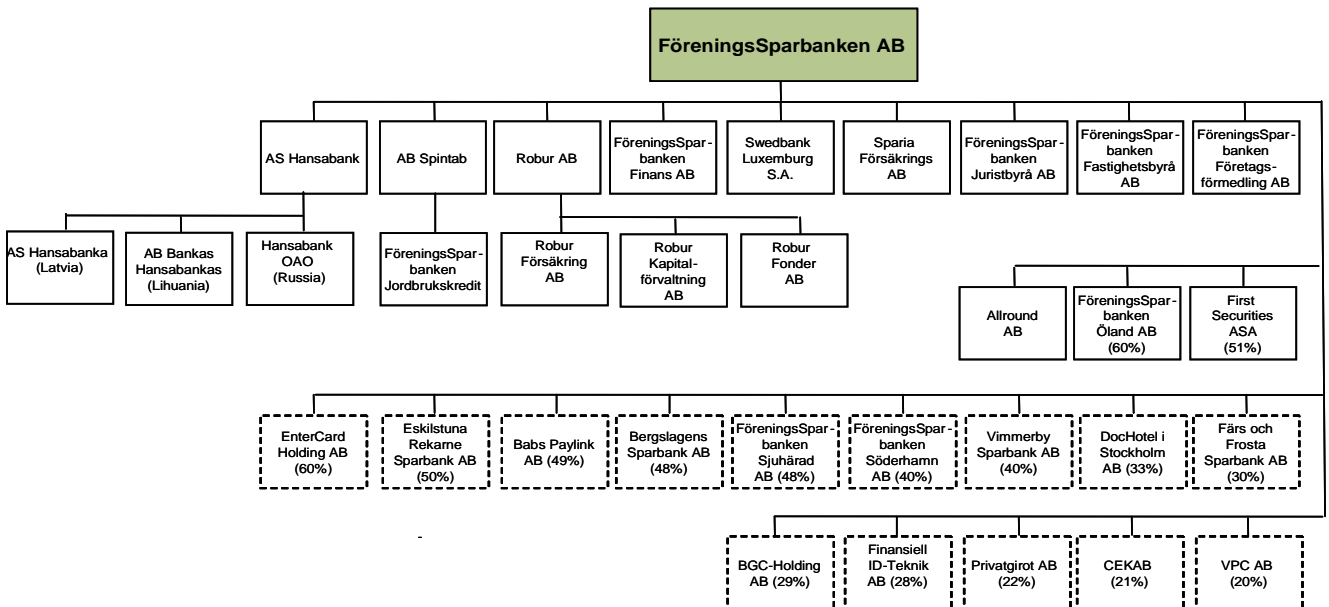 FöreningsSparbanken AB
AS Hansabank
AB Spintab
Robur AB
FöreningsSpar-
banken
Finans AB
Swedbank
Luxemburg
S.A.
Sparia
Försäkrings
AB
FöreningsSpar-
banken
Juristbyrå AB
FöreningsSpar-
banken
Fastighetsbyrå
AB
FöreningsSpar-
banken
Företags-
förmedling AB
AS Hansabanka
(Latvia)
AB Bankas
Hansabankas
(Lihuania)
Hansabank
OAO
(Russia)
FöreningsSpar-
banken
Jordbrukskredit
Robur
Försäkring
AB
Robur
Kapital-
förvaltning
AB
Robur
Fonder
AB
Allround
AB
FöreningsSpar-
banken
Öland AB
(60%)
First
Securities
ASA
(51%)
EnterCard
Holding AB
(60%)
Eskilstuna
Rekarne
Sparbank AB
(50%)
Babs Paylink
AB (49%)
Bergslagens
Sparbank AB
(48%)
FöreningsSpar-
banken
Sjuhärad
AB (48%)
FöreningsSpar-
banken
Söderhamn
AB (40%)
Vimmerby
Sparbank AB
(40%)
DocHotel i
Stockholm
AB (33%)
Färs och
Frosta
Sparbank AB
(30%)
BGC-Holding
AB (29%)
Finansiell
ID-Teknik
AB (28%)
Privatgirot AB
(22%)
CEKAB
(21%)
VPC AB
(20%)